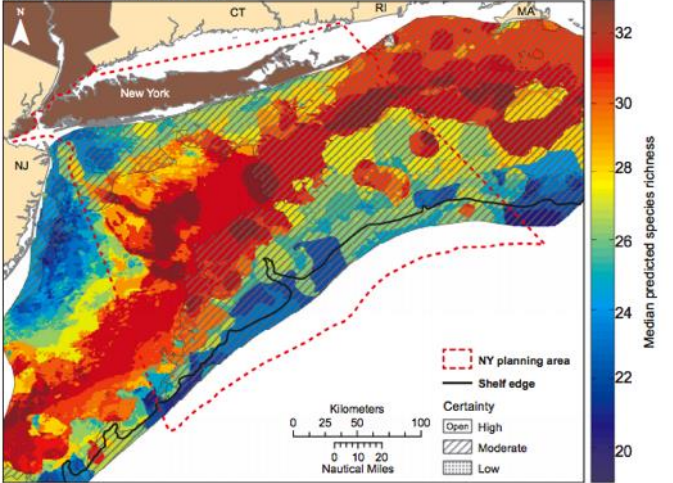 N
CT
RI
MA
New York
NJ
NY planning area
Shelf edge
Certainty
Open High
Moderate
Low
Kilometers
0 25 50 100
0 10 20
Nautical Miles
32
30
28
26
24
22
20
Median predicted species richness